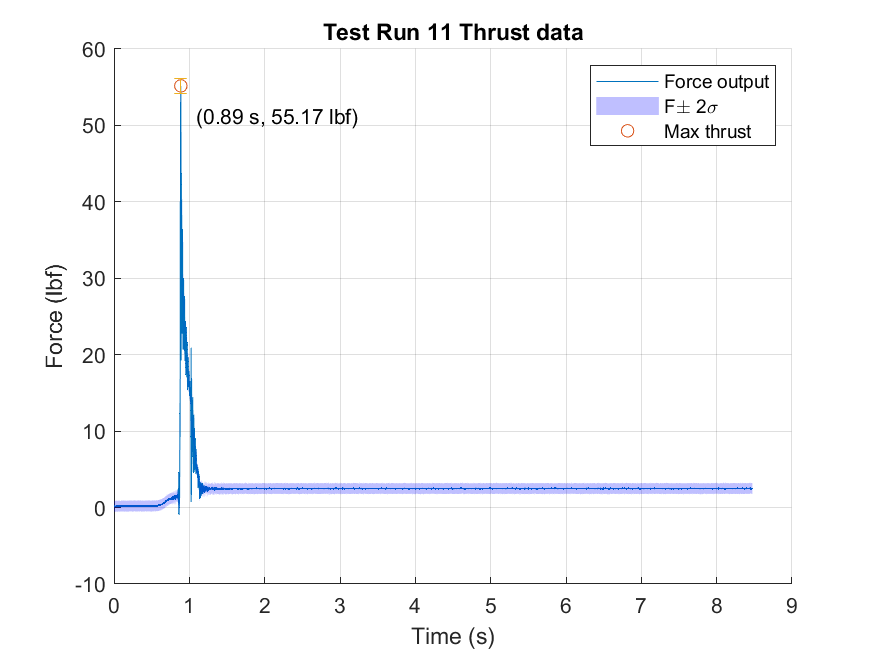 Test Run 11 Thrust data
60
50
40
30
20
10
0
-10
Force (lbf)
(0.89 s, 55.17 lbf)
Force output
F± 2σ
Max thrust
0 1 2 3 4 5 6 7 8 9
Time (s)